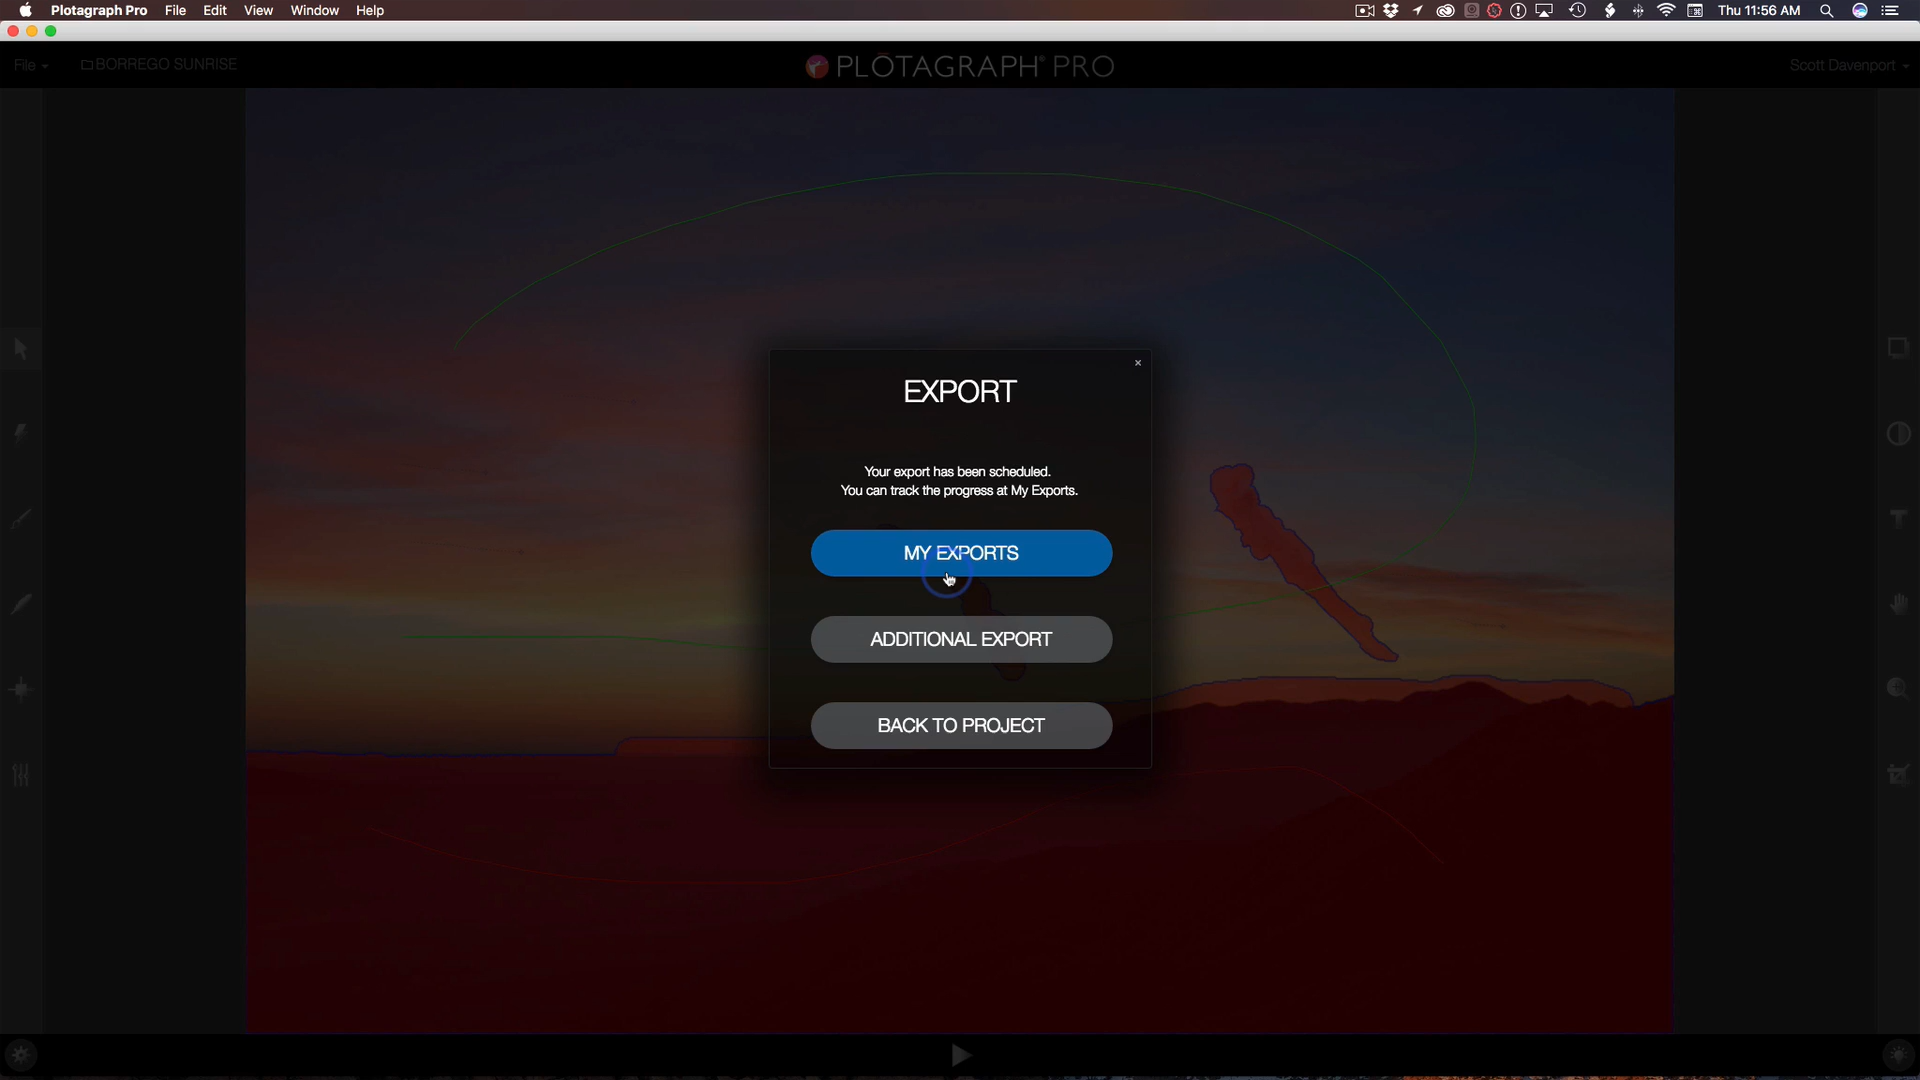 Plotagraph Pro File Edit View Window Help Thu 11:56 AM
File BORREGO SUNRISE PLŌTAGRAPH® PRO Scott Davenport
×
EXPORT
Your export has been scheduled.
You can track the progress at My Exports.
MY EXPORTS
ADDITIONAL EXPORT
BACK TO PROJECT
T